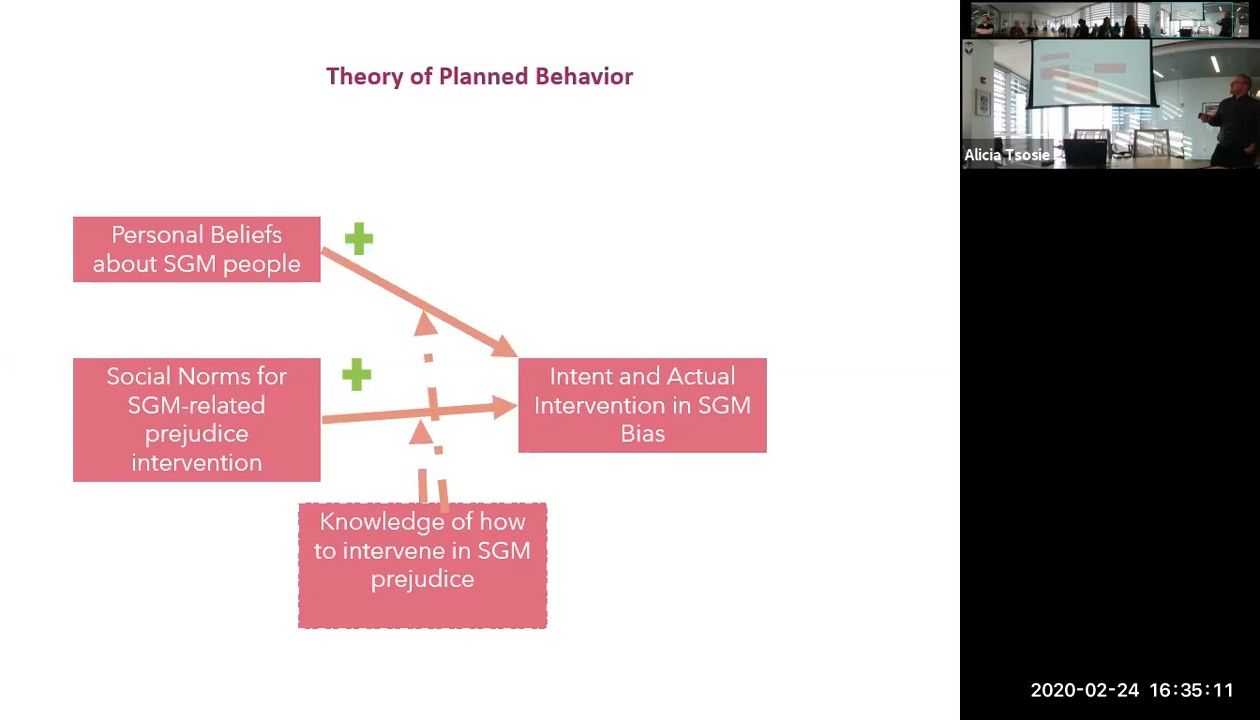 Theory of Planned Behavior
Personal Beliefs
about SGM people
Social Norms for
SGM-related
prejudice
intervention
Intent and Actual
Intervention in SGM
Bias
Knowledge of how
to intervene in SGM
prejudice
Alicia Tsosie
2020-02-24 16:35:11